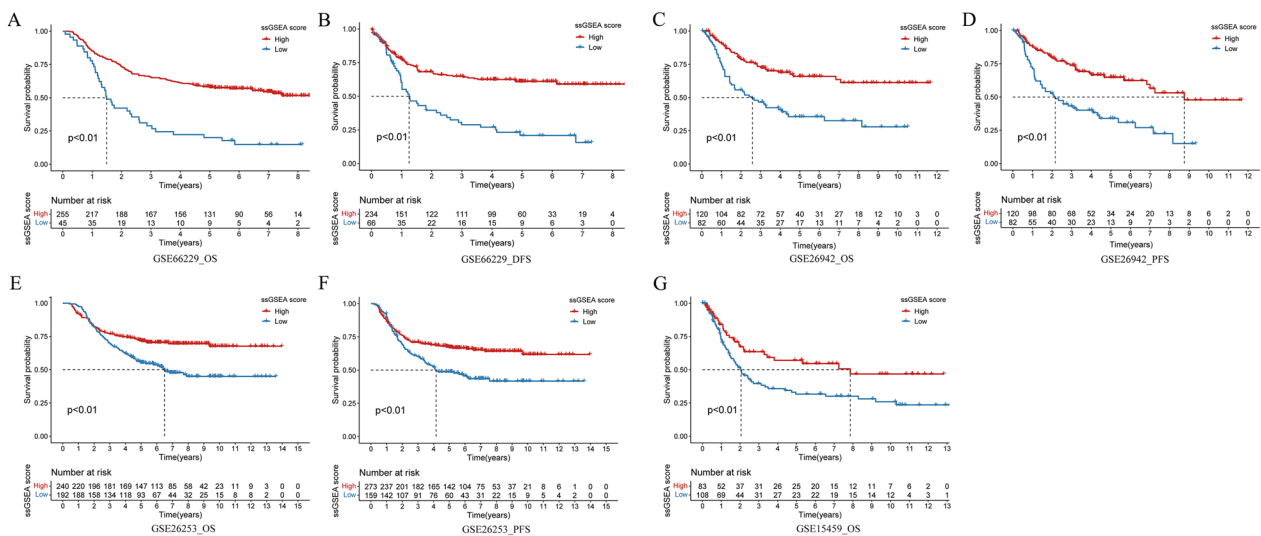 A
ssGSEA score
High
Low
Survival probability
1.00
0.75
0.50
0.25
0.00
p<0.01
0 1 2 3 4 5 6 7 8
Time(years)
Number at risk
ssGSEA score
High 255 217 188 167 156 131 90 56 14
Low 45 35 19 13 10 9 5 4 2
0 1 2 3 4 5 6 7 8
Time(years)
GSE66229_OS
B
ssGSEA score
High
Low
Survival probability
1.00
0.75
0.50
0.25
0.00
p<0.01
0 1 2 3 4 5 6 7 8
Time(years)
Number at risk
ssGSEA score
High 234 151 122 111 99 60 33 19 4
Low 66 35 22 16 15 9 6 3 0
0 1 2 3 4 5 6 7 8
Time(years)
GSE66229_DFS
C
ssGSEA score
High
Low
Survival probability
1.00
0.75
0.50
0.25
0.00
p<0.01
0 1 2 3 4 5 6 7 8 9 10 11 12
Time(years)
Number at risk
ssGSEA score
High 120 104 82 72 57 40 31 27 18 12 10 3 0
Low 82 60 44 35 27 17 13 11 7 4 2 0 0
0 1 2 3 4 5 6 7 8 9 10 11 12
Time(years)
GSE26942_OS
D
ssGSEA score
High
Low
Survival probability
1.00
0.75
0.50
0.25
0.00
p<0.01
0 1 2 3 4 5 6 7 8 9 10 11 12
Time(years)
Number at risk
ssGSEA score
High 120 98 80 68 52 34 24 20 13 8 6 2 0
Low 82 55 40 30 23 13 9 7 3 2 0 0 0
0 1 2 3 4 5 6 7 8 9 10 11 12
Time(years)
GSE26942_PFS
E
ssGSEA score
High
Low
Survival probability
1.00
0.75
0.50
0.25
0.00
p<0.01
0 1 2 3 4 5 6 7 8 9 10 11 12 13 14 15
Time(years)
Number at risk
ssGSEA score
High 240 220 196 181 169 147 113 85 58 42 23 11 9 3 0 0
Low 192 188 158 134 118 93 67 44 32 25 15 8 8 2 0 0
0 1 2 3 4 5 6 7 8 9 10 11 12 13 14 15
Time(years)
GSE26253_OS
F
ssGSEA score
High
Low
Survival probability
1.00
0.75
0.50
0.25
0.00
p<0.01
0 1 2 3 4 5 6 7 8 9 10 11 12 13 14 15
Time(years)
Number at risk
ssGSEA score
High 273 237 201 182 165 142 104 75 53 37 21 8 6 1 0 0
Low 159 142 107 91 76 60 43 31 22 15 9 5 4 2 0 0
0 1 2 3 4 5 6 7 8 9 10 11 12 13 14 15
Time(years)
GSE26253_PFS
G
ssGSEA score
High
Low
Survival probability
1.00
0.75
0.50
0.25
0.00
p<0.01
0 1 2 3 4 5 6 7 8 9 10 11 12 13
Time(years)
Number at risk
ssGSEA score
High 83 52 37 31 26 25 20 15 12 11 7 6 2 0
Low 108 69 44 31 27 23 22 19 15 14 12 4 3 1
0 1 2 3 4 5 6 7 8 9 10 11 12 13
Time(years)
GSE15459_OS